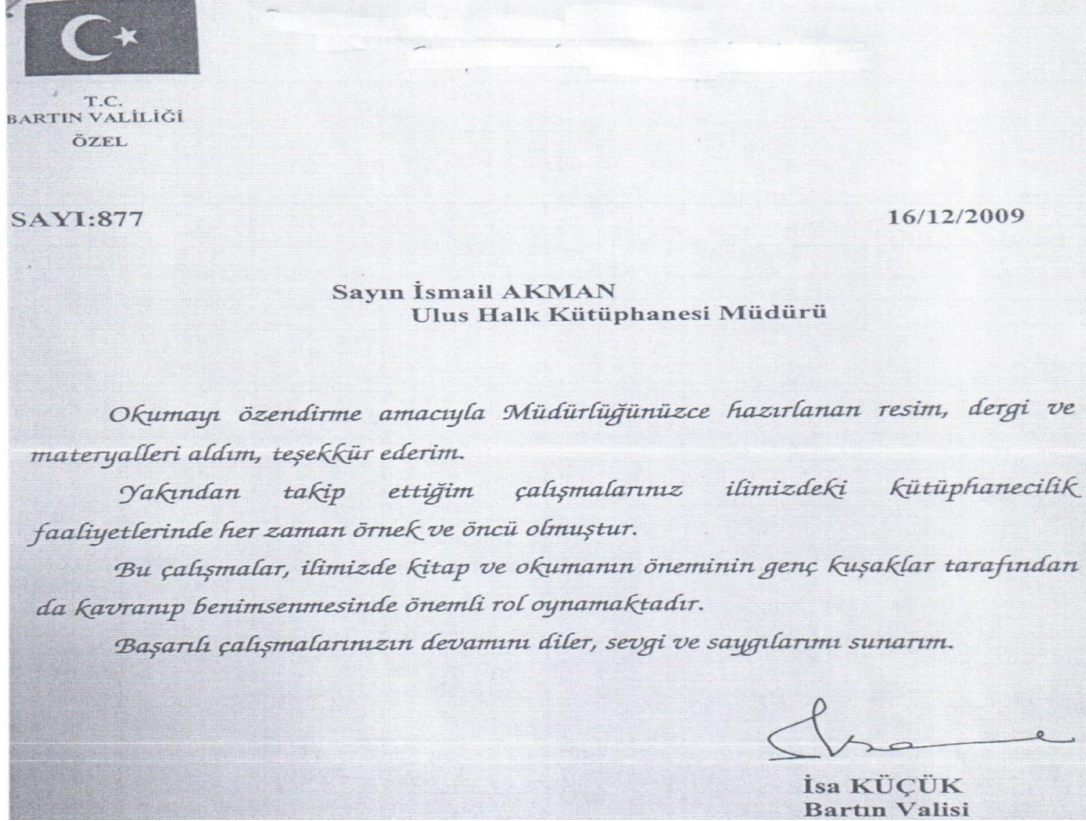 T.C.
BARTIN VALİLİĞİ
ÖZEL
SAYI:877
16/12/2009
Sayın İsmail AKMAN
Ulus Halk Kütüphanesi Müdürü
Okumayı özendirme amacıyla Müdürlüğünüzce hazırlanan resim, dergi ve
materyalleri aldım, teşekkür ederim.
Yakından takip ettiğim çalışmalarınız ilimizdeki kütüphanecilik
faaliyetlerinde her zaman örnek ve öncü olmuştur.
Bu çalışmalar, ilimizde kitap ve okumanın öneminin genç kuşaklar tarafından
da kavranıp benimsenmesinde önemli rol oynamaktadır.
Başarılı çalışmalarınızın devamını diler, sevgi ve saygılarımı sunarım.
İsa KÜÇÜK
Bartın Valisi